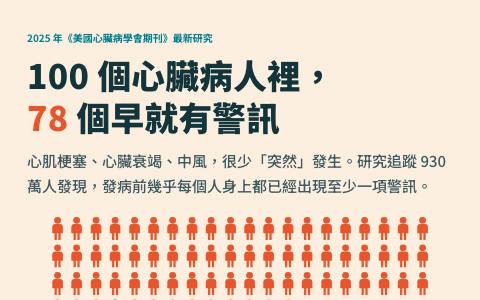 2025 年《美國心臟病學會期刊》最新研究
100 個心臟病人裡，
78 個早就有警訊
心肌梗塞、心臟衰竭、中風，很少「突然」發生。研究追蹤 930
萬人發現，發病前幾乎每個人身上都已經出現至少一項警訊。